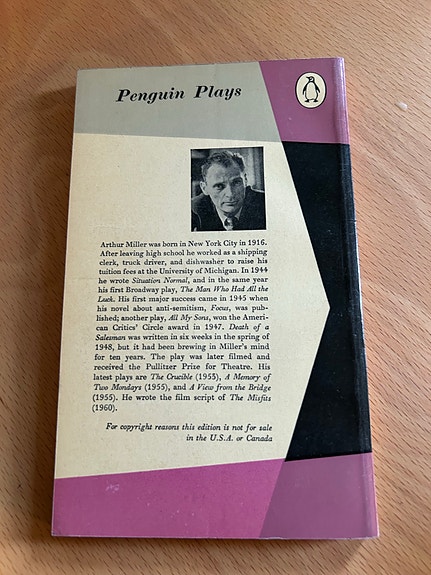 Penguin Plays
Arthur Miller was born in New York City in 1916.
After leaving high school he worked as a shipping
clerk, truck driver, and dishwasher to raise his
tuition fees at the University of Michigan. In 1944
he wrote Situation Normal, and in the same year
his first Broadway play, The Man Who Had All the
Luck. His first major success came in 1945 when
his novel about anti-semitism, Focus, was pub-
lished; another play, All My Sons, won the Ameri-
can Critics' Circle award in 1947. Death of a
Salesman was written in six weeks in the spring of
1948, but it had been brewing in Miller's mind
for ten years. The play was later filmed and
received the Pullitzer Prize for Theatre. His
latest plays are The Crucible (1953), A Memory of
Two Mondays (1955), and A View from the Bridge
(1955). He wrote the film script of The Misfits
(1960).
For copyright reasons this edition is not for sale
in the U.S.A. or Canada